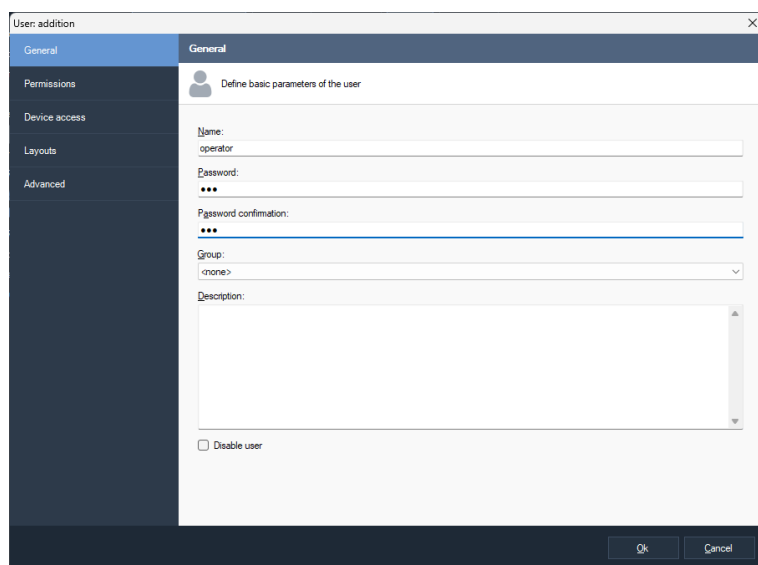 User: addition
General
Permissions
Device access
Layouts
Advanced
General
Define basic parameters of the user
Name:
operator
Password:
•••
Password confirmation:
•••
Group:
<none>
Description:
Disable user
Ok
Cancel